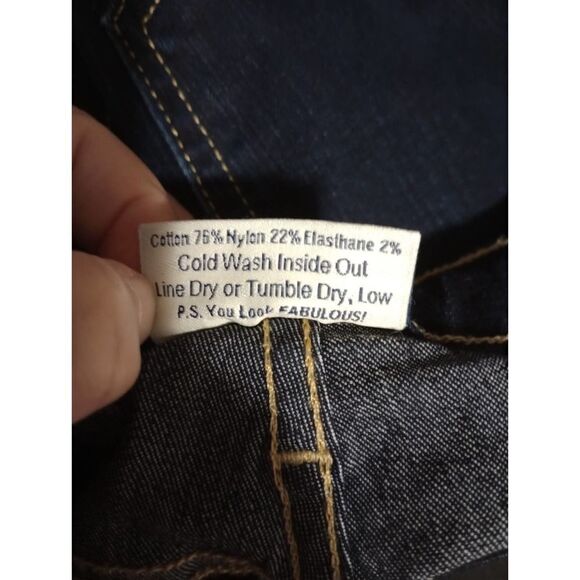 Cotton 76% Nylon 22% Elasthane 2%
Cold Wash Inside Out
Line Dry or Tumble Dry, Low
P.S. You Look FABULOUS!